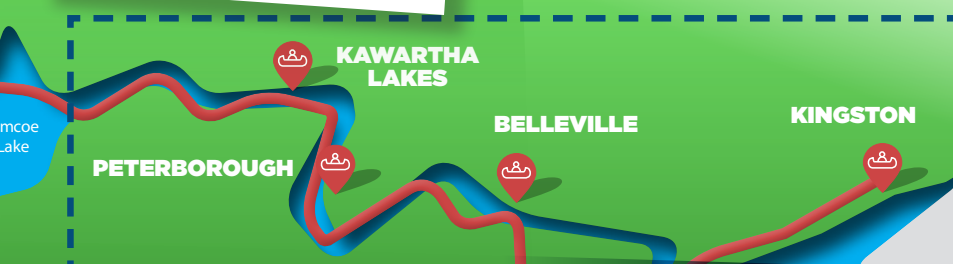 KAWARTHA
LAKES
BELLEVILLE
KINGSTON
mcoe
Lake
PETERBOROUGH